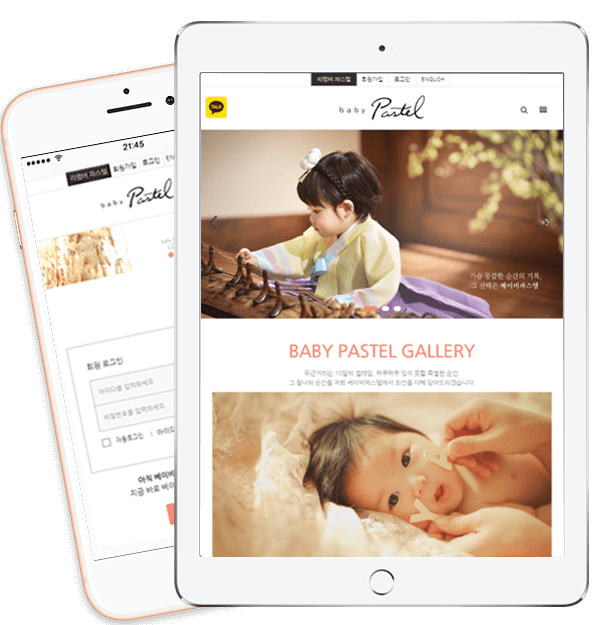 21:45
리멤버 파스텔 회원가입 로그인
baby Pastel
회원 로그인
아이디를 입력하세요
비밀번호를 입력하세요
자동로그인
아직 베이비
지금 바로 베이
리멤버 파스텔 회원가입 로그인 ENGLISH
TALK
baby Pastel
가슴 뭉클한 순간의 기록,
그 선택은 베이비파스텔
BABY PASTEL GALLERY
두근거리는 10달의 설레임, 하루하루 잊지 못할 특별한 순간.
그 찰나의 순간을 저희 베이비파스텔에서 최선을 다해 담아드리겠습니다.